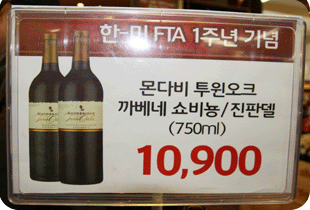 한-미 FTA 1주년 기념
몬다비 투윈오크
까베네 쇼비뇽/진판델
(750ml)
10,900